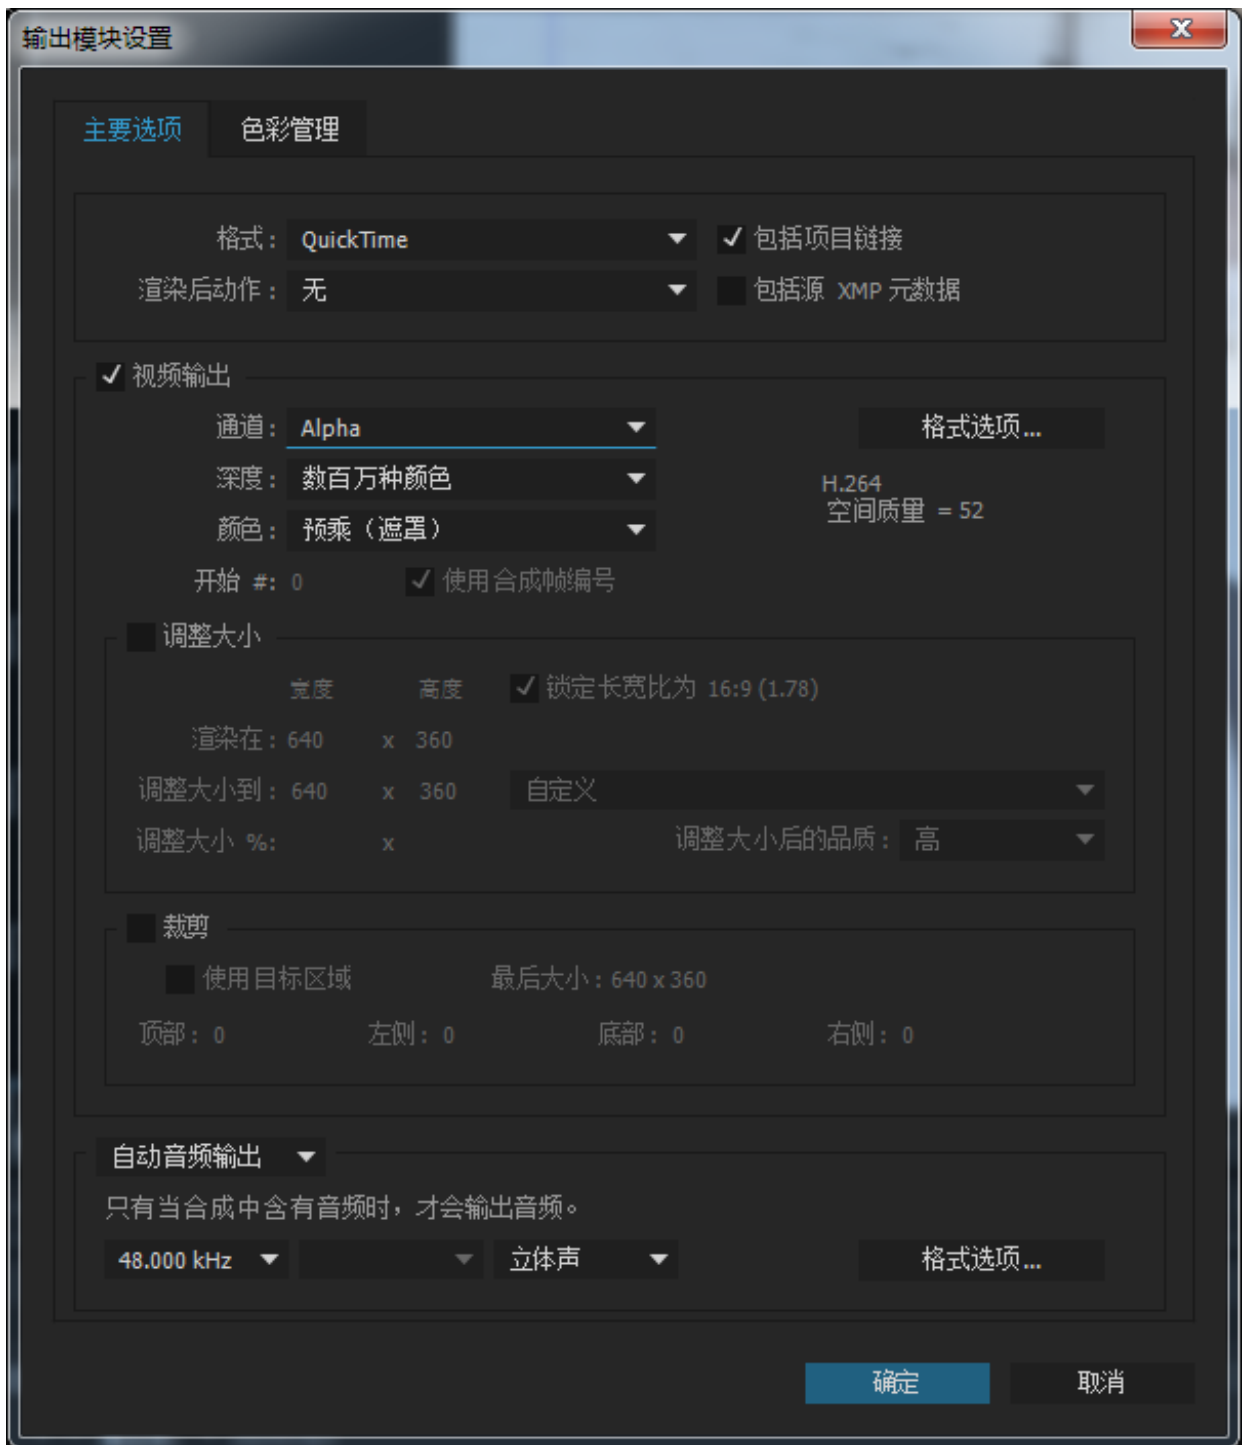 输出模块设置
主要选项 色彩管理
格式： QuickTime 包括项目链接
渲染后动作： 无 包括源 XMP 元数据
视频输出
通道： Alpha 格式选项...
深度： 数百万种颜色 H.264
空间质量 = 52
颜色： 预乘（遮罩）
开始 #: 0 使用合成帧编号
调整大小
宽度 高度 锁定长宽比为 16:9 (1.78)
渲染在： 640 x 360
调整大小到： 640 x 360 自定义
调整大小 %: x 调整大小后的品质： 高
裁剪
使用目标区域 最后大小：640 x 360
顶部： 0 左侧： 0 底部： 0 右侧： 0
自动音频输出
只有当合成中含有音频时，才会输出音频。
48.000 kHz 立体声 格式选项...
确定 取消